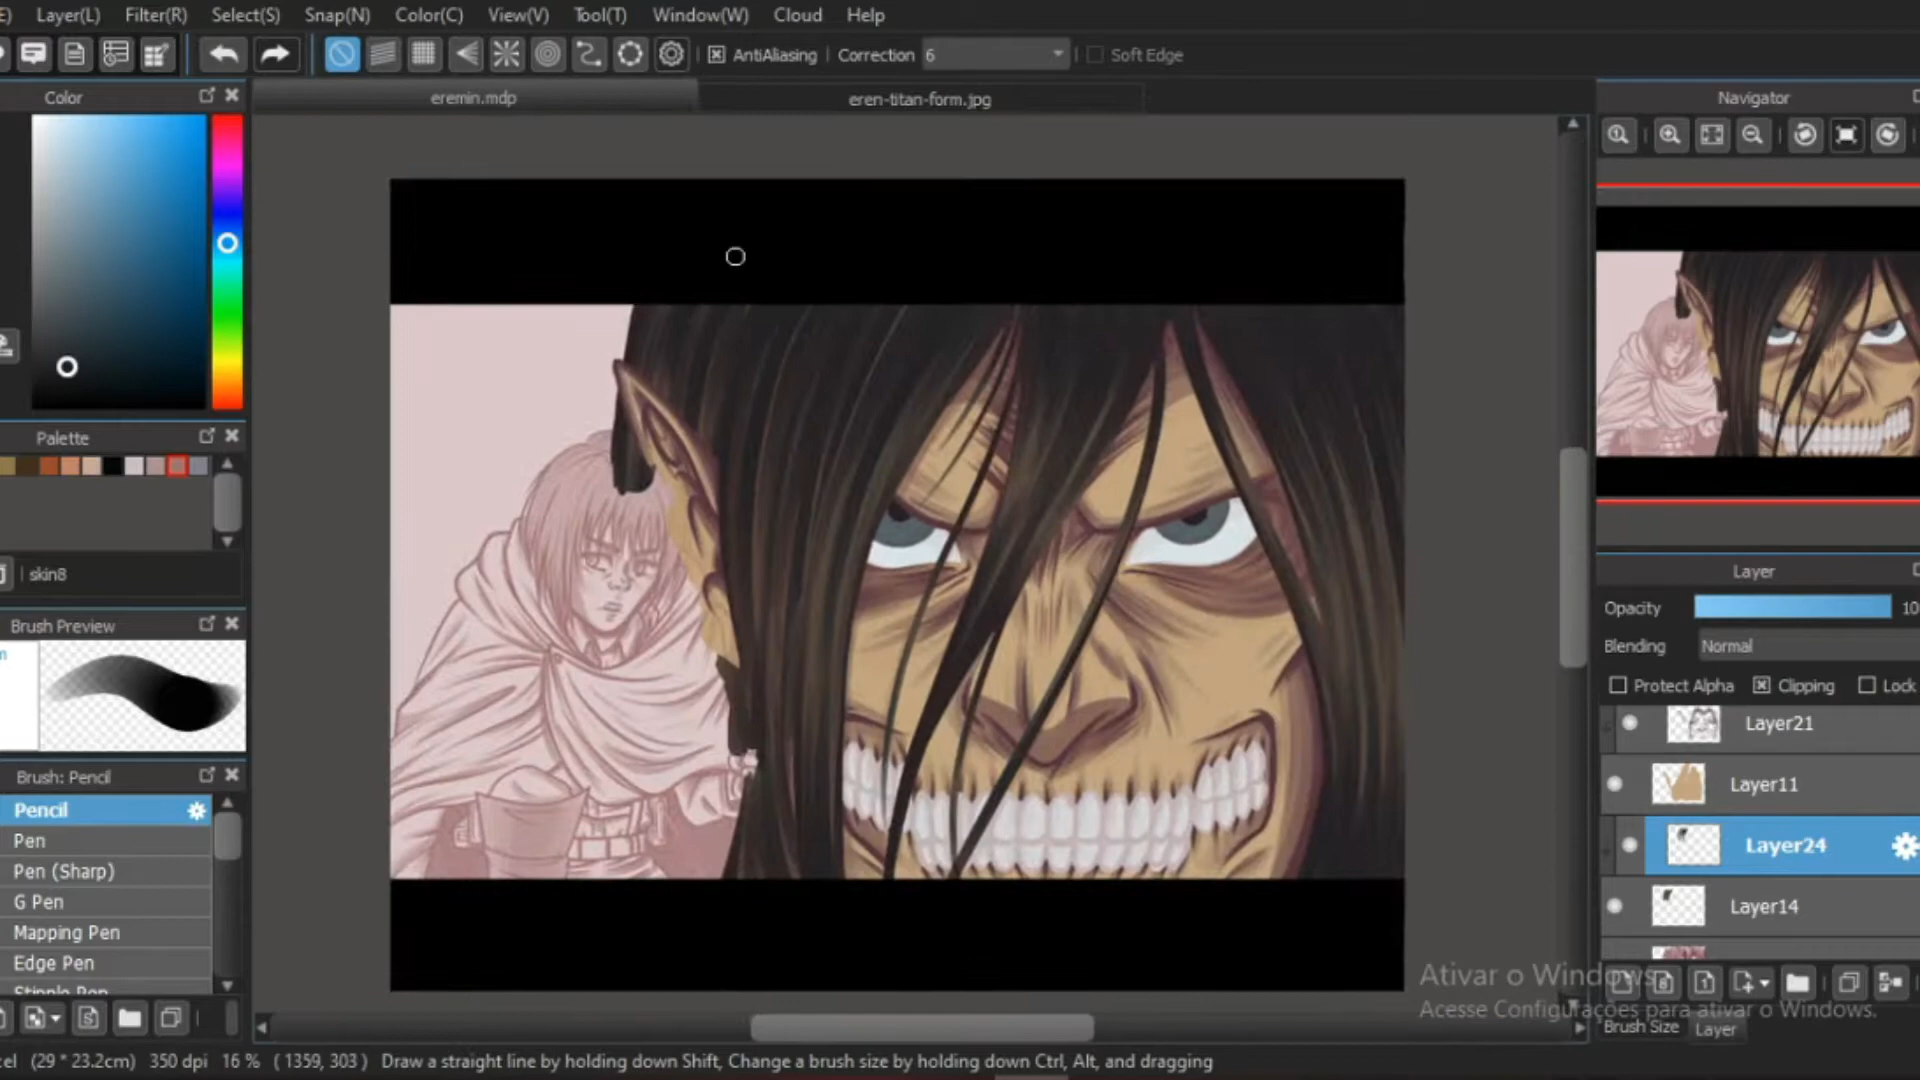 Layer(L) Filter(R) Select(S) Snap(N) Color(C) View(V) Tool(T) Window(W) Cloud Help
AntiAliasing Correction 6 Soft Edge
Color
eremin.mdp
eren-titan-form.jpg
Navigator
Palette
skin8
Brush Preview
Brush: Pencil
Pencil
Pen
Pen (Sharp)
G Pen
Mapping Pen
Edge Pen
Stipple Pen
Layer
Opacity 10
Blending Normal
Protect Alpha Clipping Lock
Layer21
Layer11
Layer24
Layer14
Ativar o Windows
Acesse Configurações para ativar o Windows.
Brush Size Layer
(29 * 23.2cm) 350 dpi 16 % ( 1359, 303 ) Draw a straight line by holding down Shift, Change a brush size by holding down Ctrl, Alt, and dragging